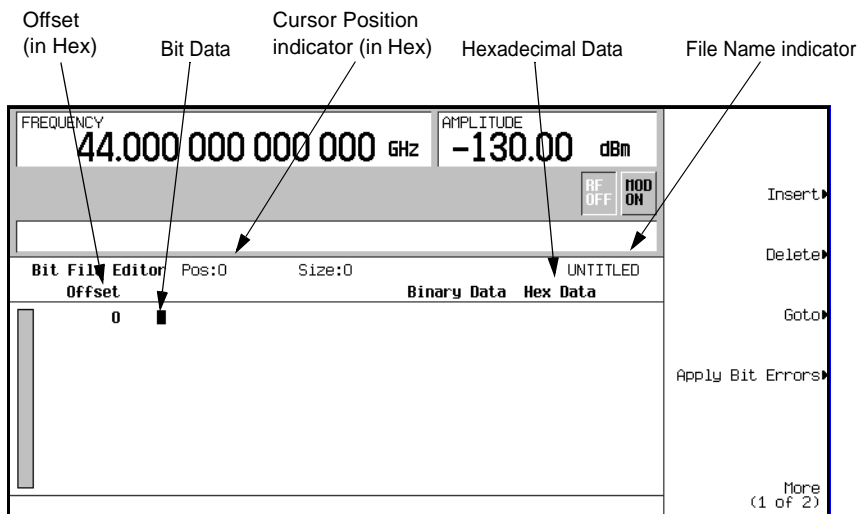 Offset
(in Hex)
Bit Data
Cursor Position
indicator (in Hex)
Hexadecimal Data
File Name indicator
FREQUENCY
44.000 000 000 000 GHz
AMPLITUDE
-130.00 dBm
RF
OFF
MOD
ON
Insert
Delete
Goto
Apply Bit Errors
More
(1 of 2)
Bit File Editor Pos:0 Size:0 UNTITLED
Offset Binary Data Hex Data
0